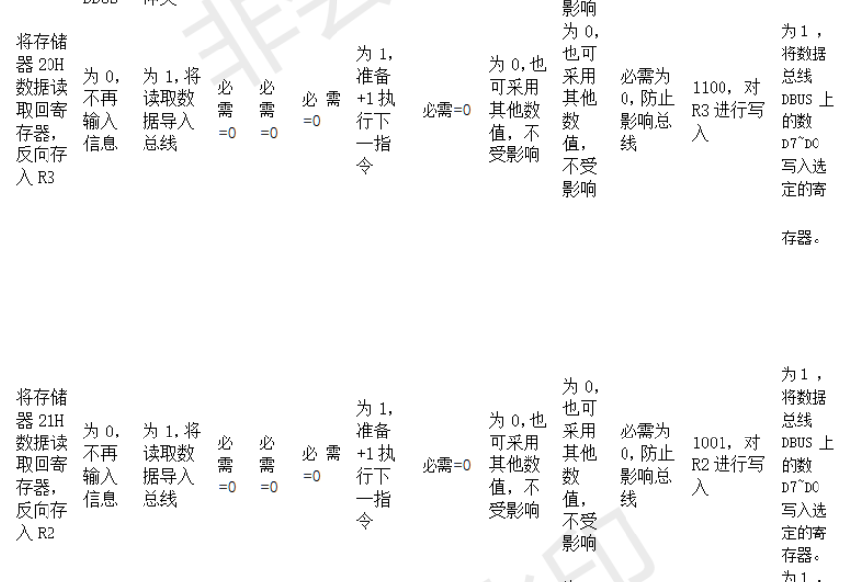 影响
将存储
器 20H
数据读
取回寄
存器，
反向存
入 R3
为 0，
不再
输入
信息
为 1，将
读取数
据导入
总线
必
需
=0
必
需
=0
必 需
=0
为 1，
准备
+1 执
行下
一指
令
必需=0
为 0，也
可采用
其他数
值，不
受影响
为 0，
也可
采用
其他
数
值，
不受
影响
必需为
0，防止
影响总
线
1100，对
R3 进行写
入
为 1 ，
将数据
总线
DBUS 上
的数
D7~D0
写入选
定的寄
存器。
将存储
器 21H
数据读
取回寄
存器，
反向存
入 R2
为 0，
不再
输入
信息
为 1，将
读取数
据导入
总线
必
需
=0
必
需
=0
必 需
=0
为 1，
准备
+1 执
行下
一指
令
必需=0
为 0，也
可采用
其他数
值，不
受影响
为 0，
也可
采用
其他
数
值，
不受
影响
必需为
0，防止
影响总
线
1001，对
R2 进行写
入
为 1 ，
将数据
总线
DBUS 上
的数
D7~D0
写入选
定的寄
存器。
为 1 ，